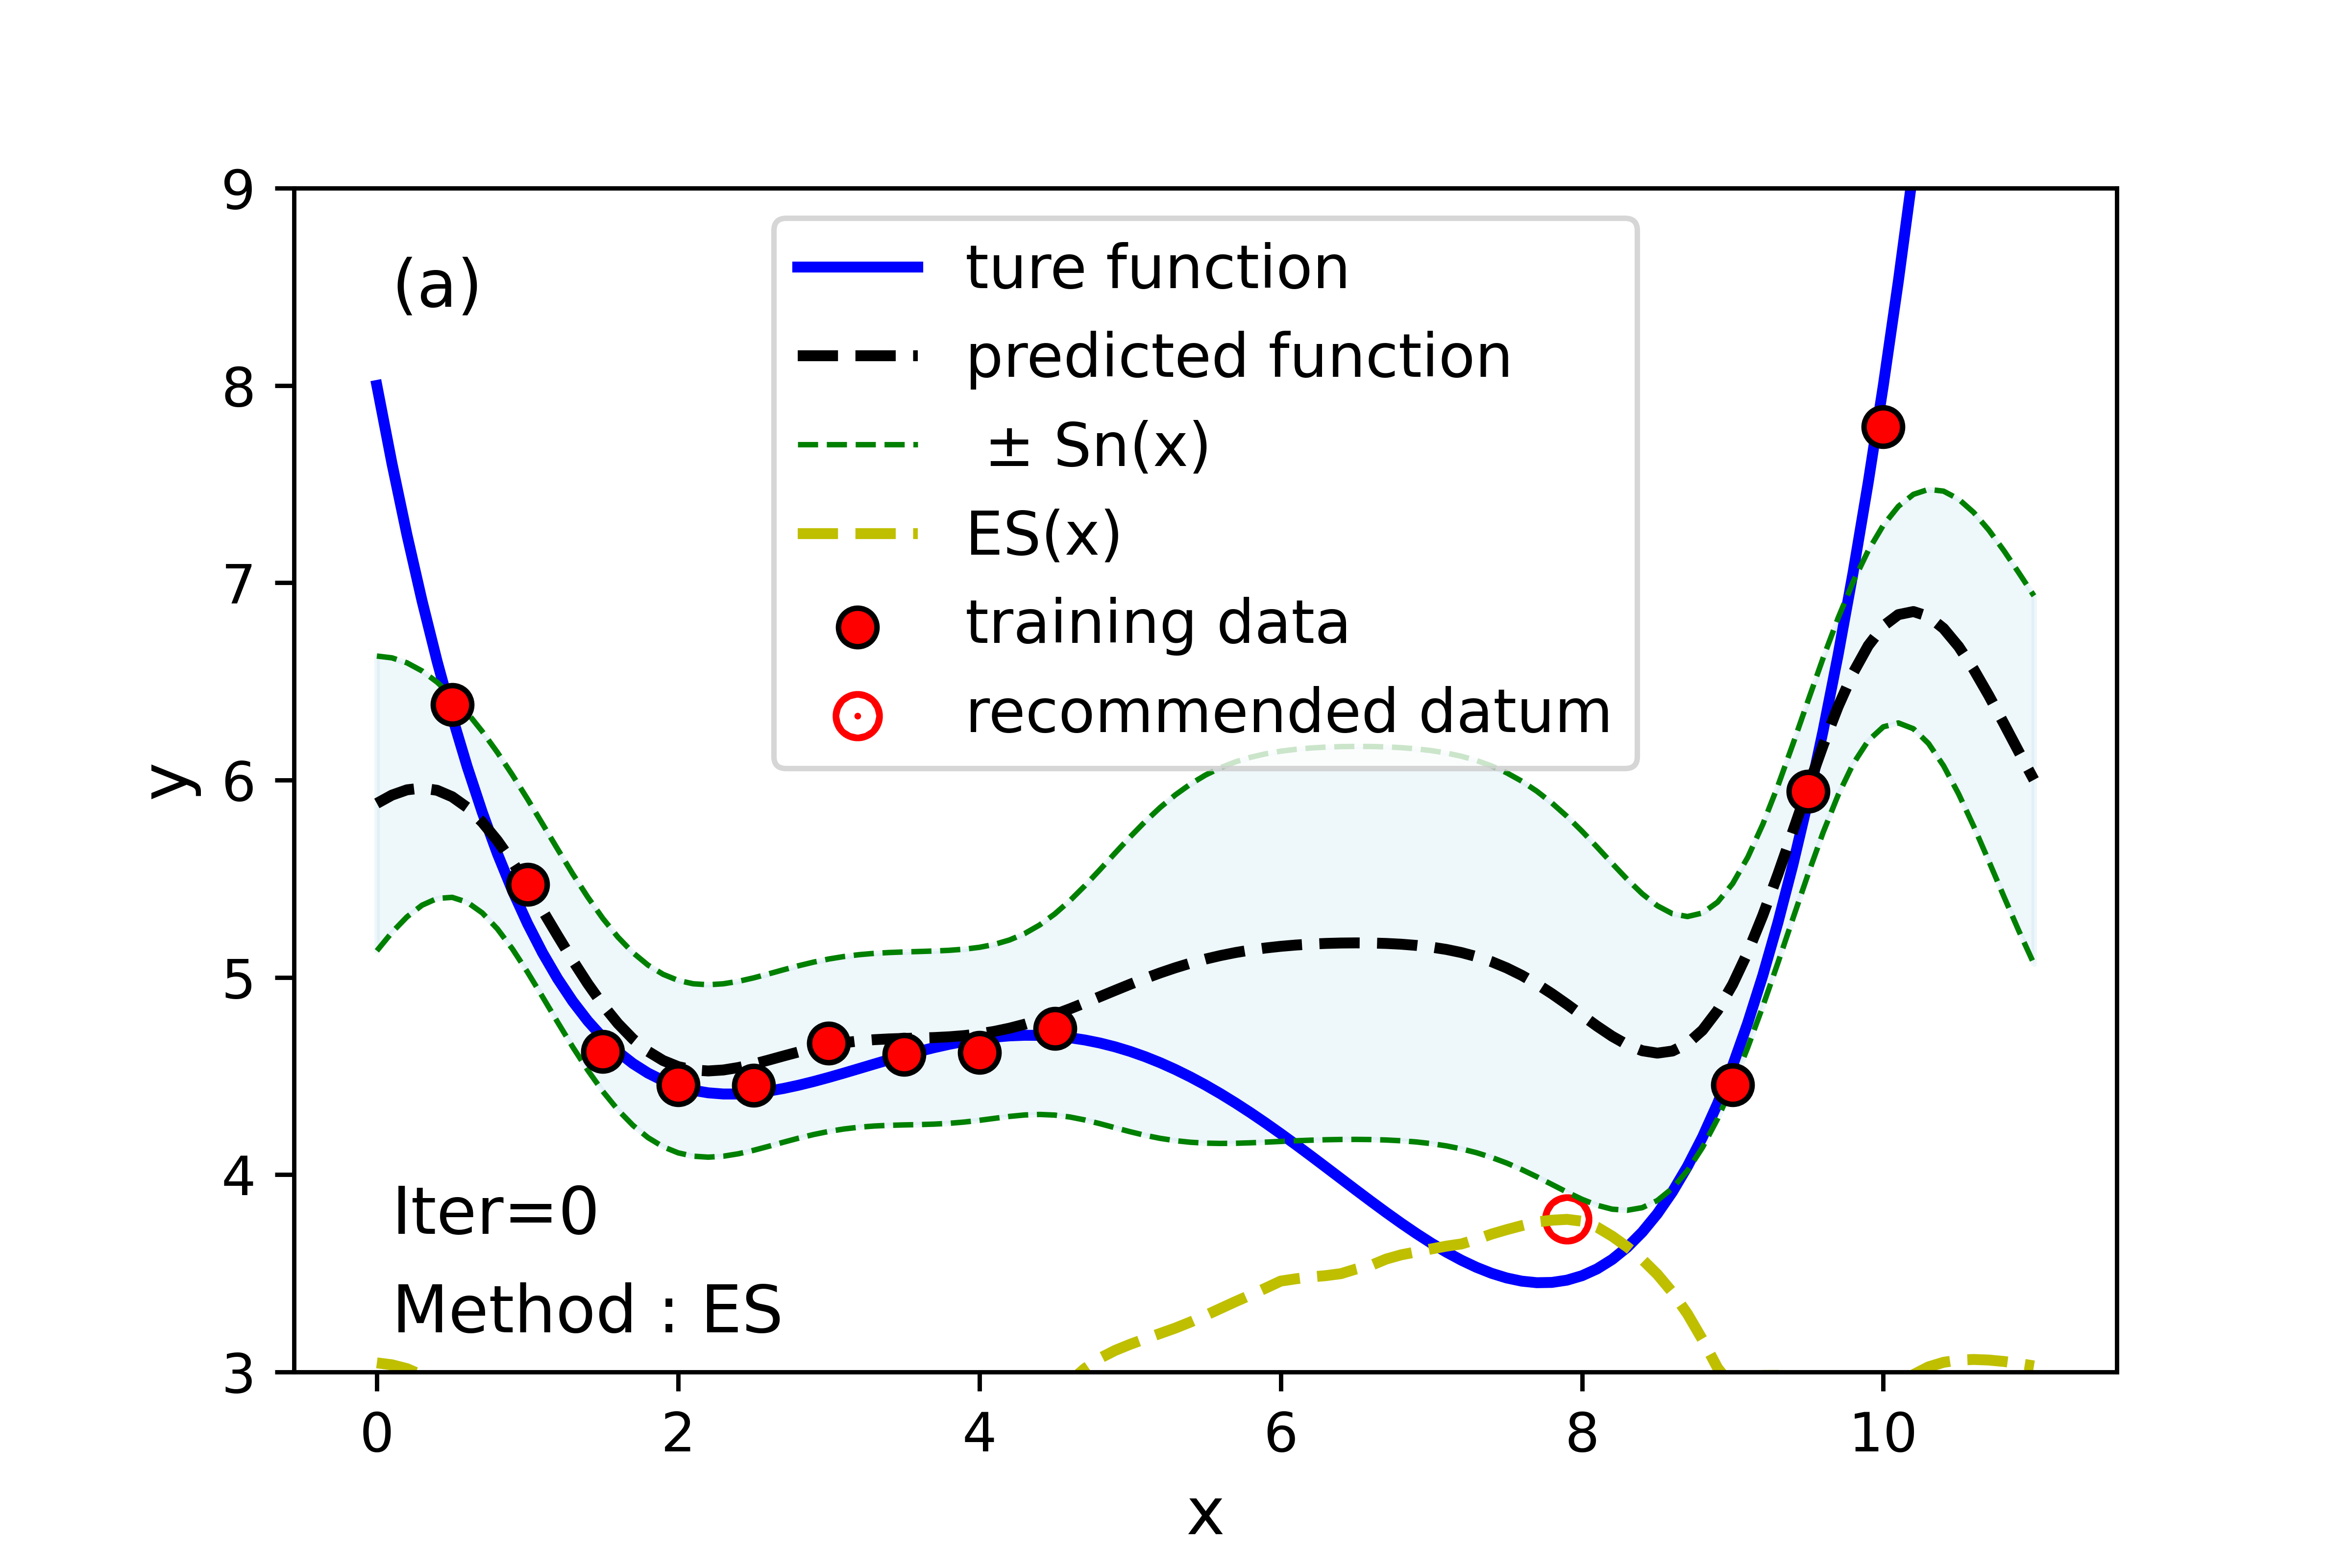 (a)
ture function
predicted function
± Sn(x)
ES(x)
training data
recommended datum
Iter=0
Method : ES
y
9
8
7
6
5
4
3
0 2 4 6 8 10
x